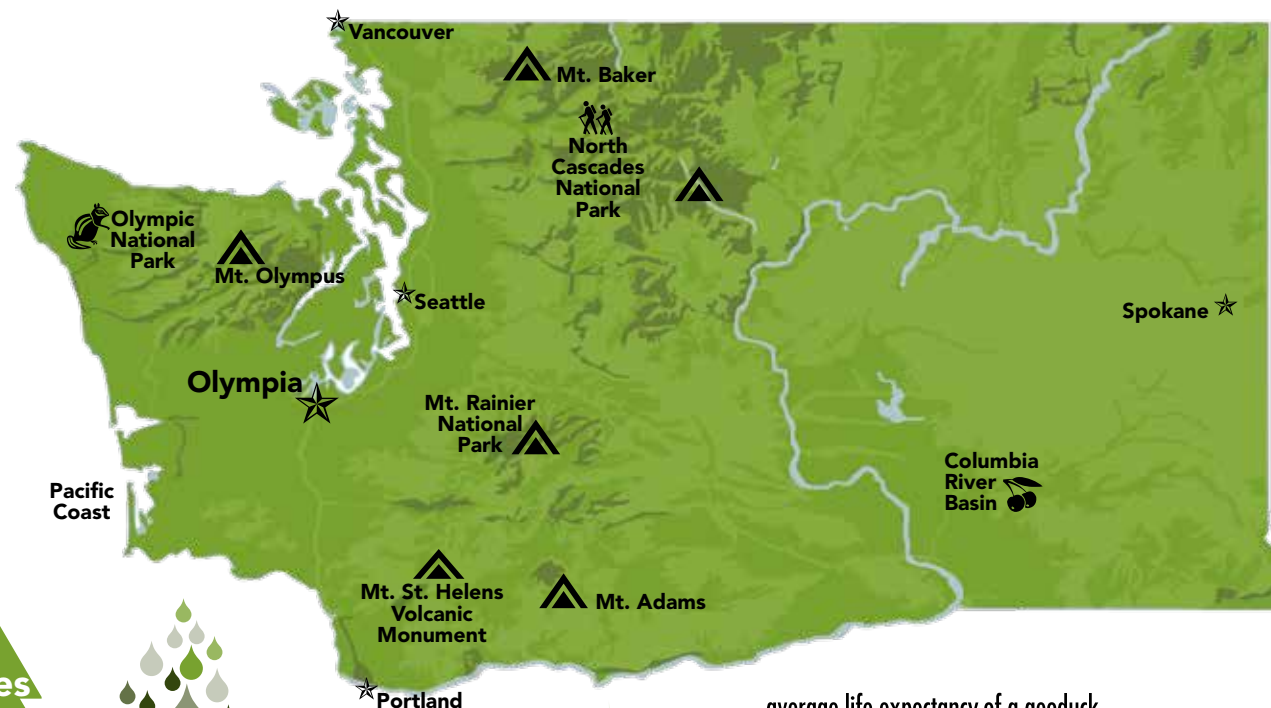 Vancouver
Mt. Baker
North
Cascades
National
Park
Olympic
National
Park
Mt. Olympus
Seattle
Spokane
Olympia
Mt. Rainier
National
Park
Columbia
River
Basin
Pacific
Coast
Mt. St. Helens
Volcanic
Monument
Mt. Adams
es
Portland
average life expectancy of a geoduck